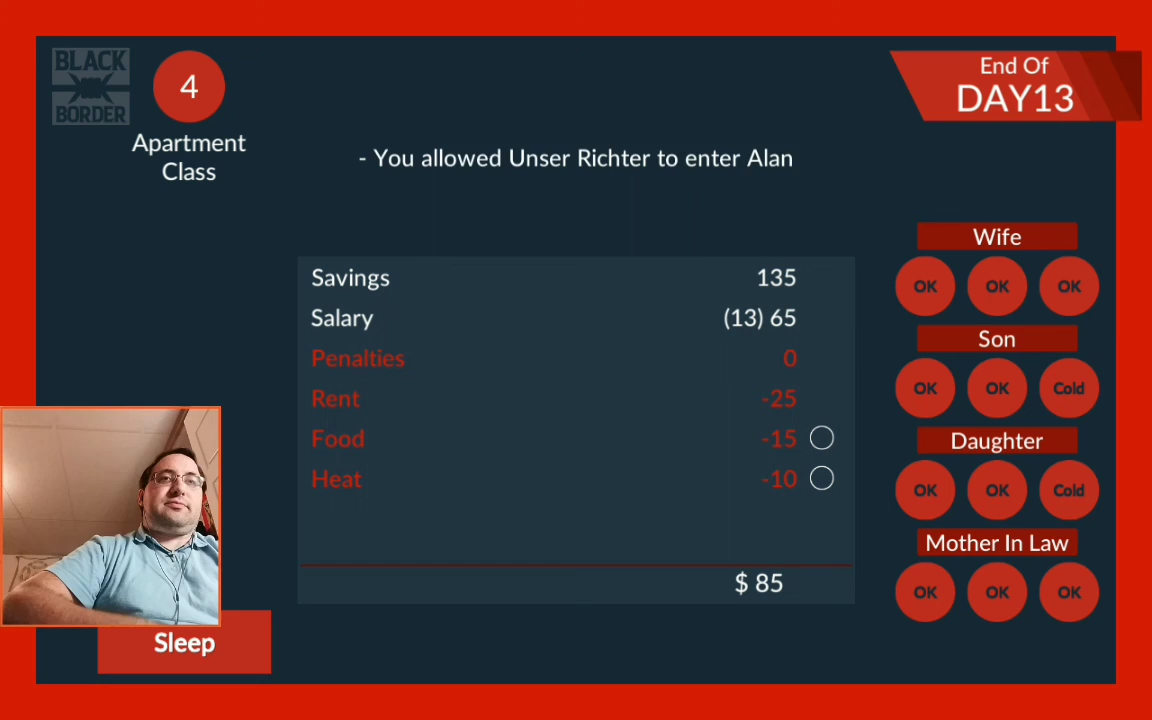 BLACK
BORDER
4
Apartment
Class
End Of
DAY13
- You allowed Unser Richter to enter Alan
Savings 135
Salary (13) 65
Penalties 0
Rent -25
Food -15
Heat -10
$ 85
Wife
OK OK OK
Son
OK OK Cold
Daughter
OK OK Cold
Mother In Law
OK OK OK
Sleep